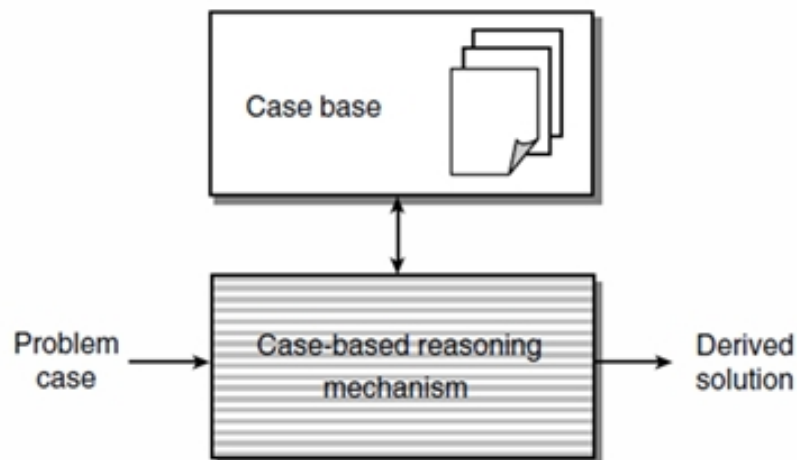 Case base
Problem
case
Case-based reasoning
mechanism
Derived
solution